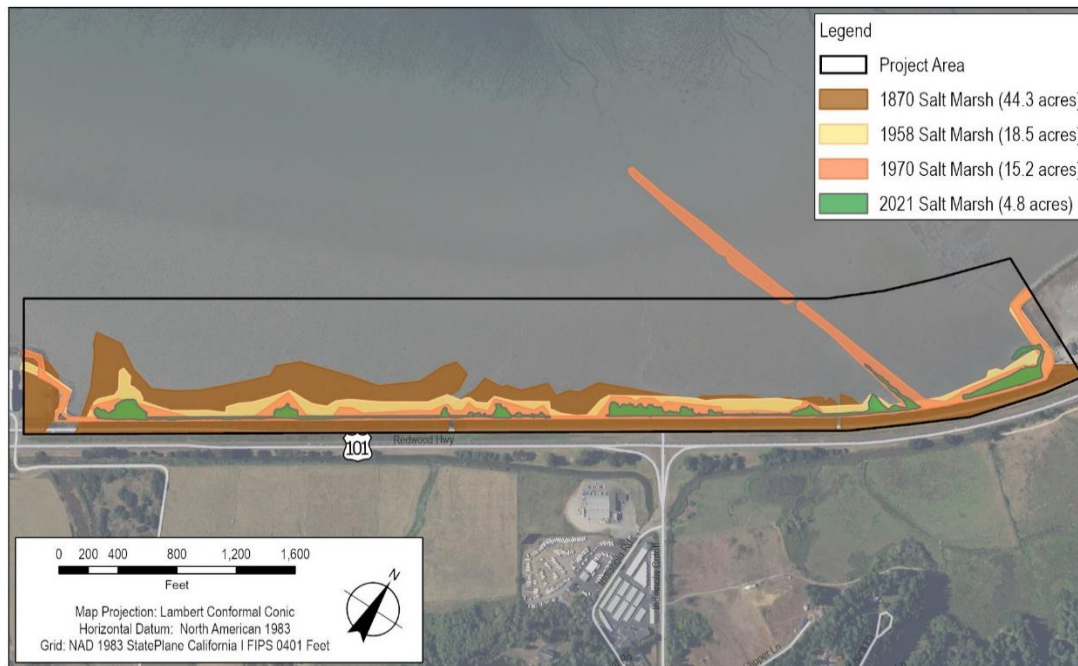 Legend
Project Area
1870 Salt Marsh (44.3 acres)
1958 Salt Marsh (18.5 acres)
1970 Salt Marsh (15.2 acres)
2021 Salt Marsh (4.8 acres)
101
Redwood Hwy
0 200 400 800 1,200 1,600
Feet
N
Map Projection: Lambert Conformal Conic
Horizontal Datum: North American 1983
Grid: NAD 1983 StatePlane California I FIPS 0401 Feet